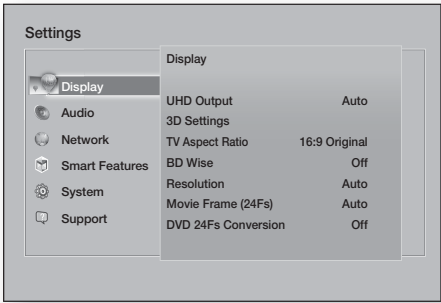 Settings
Display
Audio
Network
Smart Features
System
Support
Display
UHD Output Auto
3D Settings
TV Aspect Ratio 16:9 Original
BD Wise Off
Resolution Auto
Movie Frame (24Fs) Auto
DVD 24Fs Conversion Off